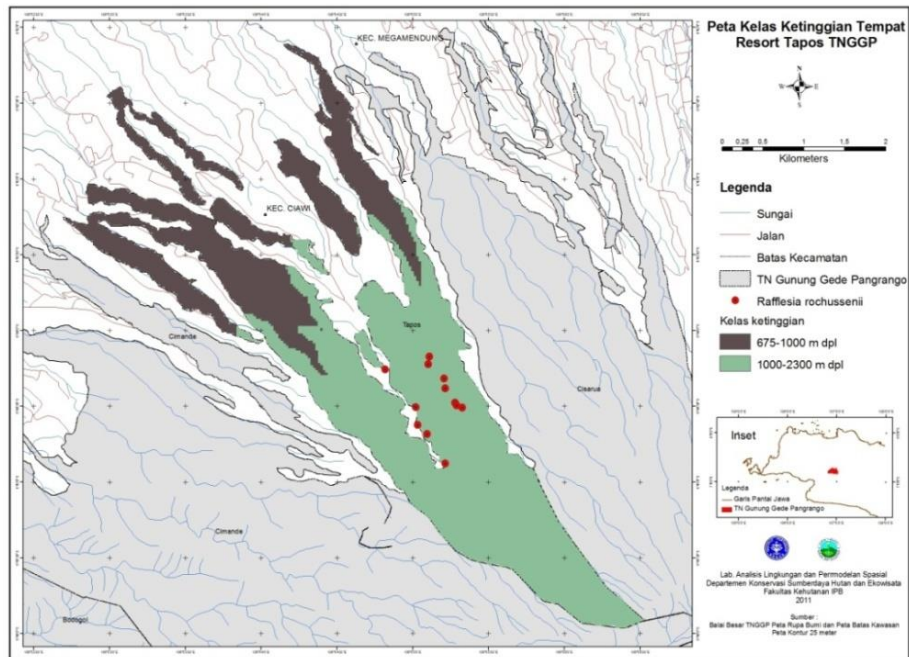 KEC. MEGAMENDUNG
KEC. CIAWI
Tapos
Cimande
Cisarua
Cimande
Bodogol
Peta Kelas Ketinggian Tempat
Resort Tapos TNGGP
N
W E
S
0 0.25 0.5 1 1.5 2
Kilometers
Legenda
Sungai
Jalan
Batas Kecamatan
TN Gunung Gede Pangrango
Rafflesia rochussenii
Kelas ketinggian
675-1000 m dpl
1000-2300 m dpl
Inset
Legenda
Garis Pantai Jawa
TN Gunung Gede Pangrango
Lab. Analisis Lingkungan dan Permodelan Spasial
Departemen Konservasi Sumberdaya Hutan dan Ekowisata
Fakultas Kehutanan IPB
2011
Sumber :
Balai Besar TNGGP Peta Rupa Bumi dan Peta Batas Kawasan
Peta Kontur 25 meter